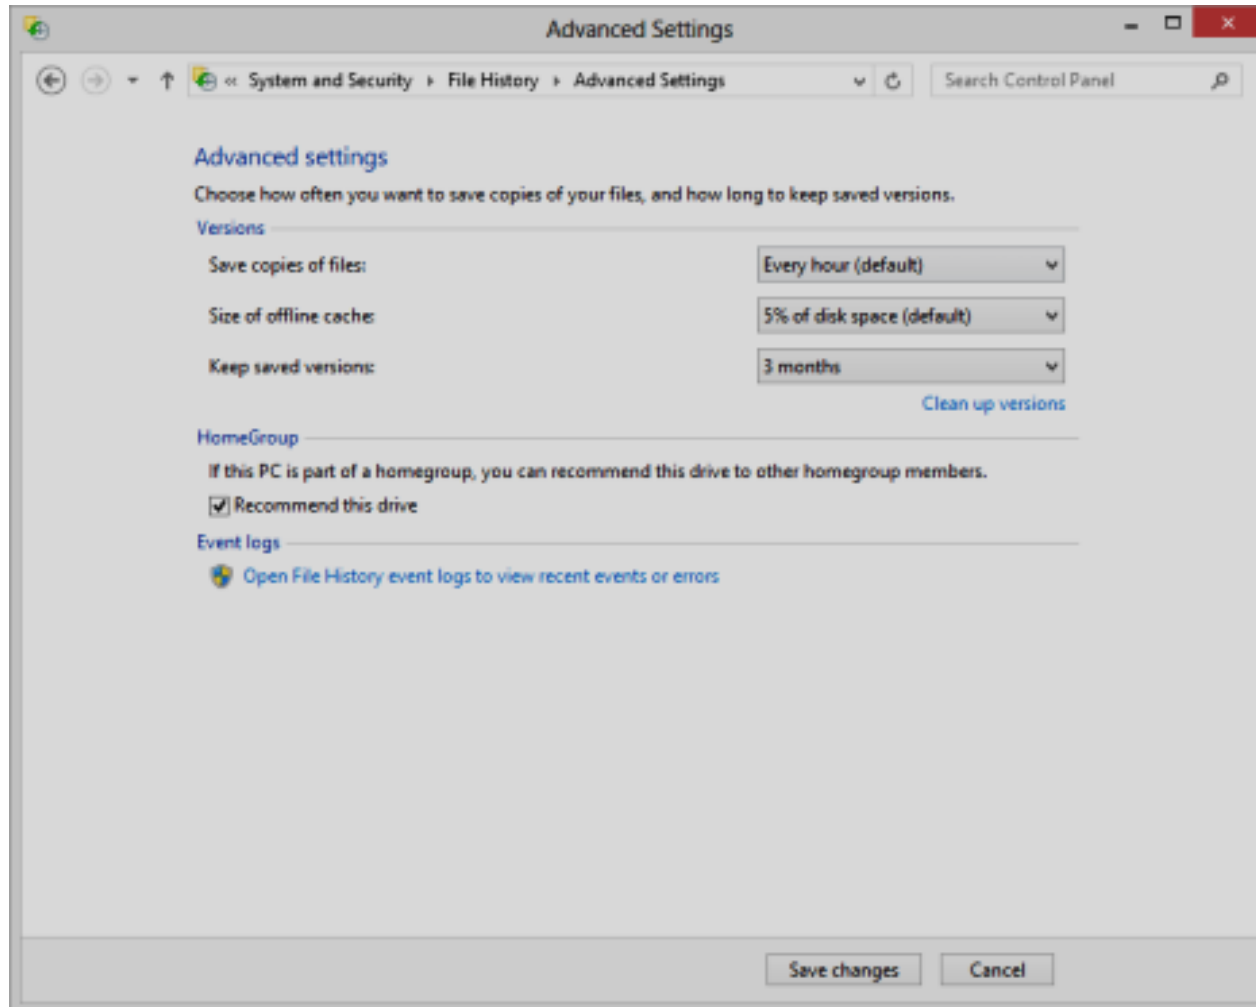 Advanced Settings
« System and Security File History Advanced Settings Search Control Panel
Advanced settings
Choose how often you want to save copies of your files, and how long to keep saved versions.
Versions
Save copies of files: Every hour (default)
Size of offline cache: 5% of disk space (default)
Keep saved versions: 3 months
Clean up versions
HomeGroup
If this PC is part of a homegroup, you can recommend this drive to other homegroup members.
Recommend this drive
Event logs
Open File History event logs to view recent events or errors
Save changes Cancel